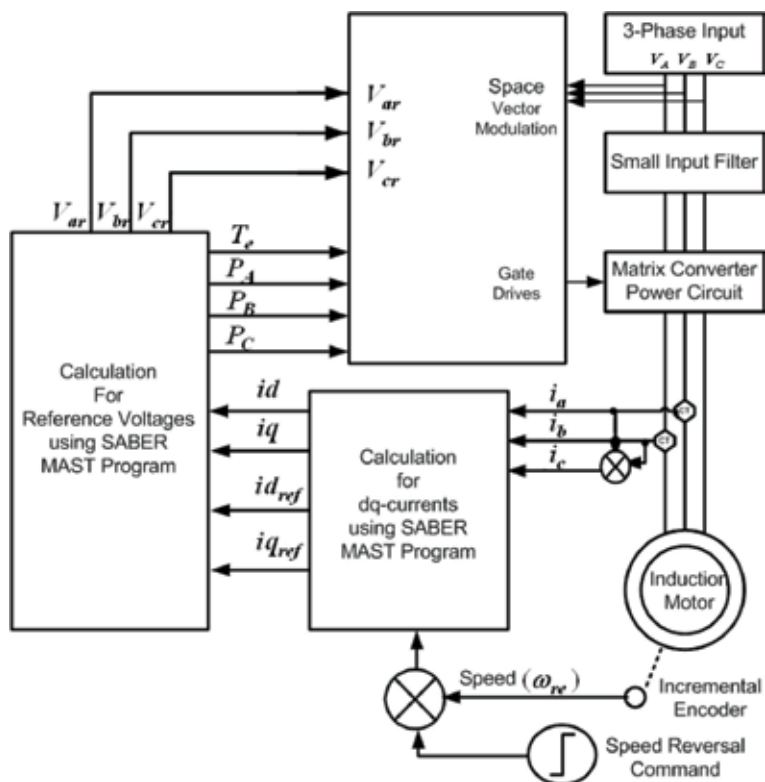 3-Phase Input
V_A V_B V_C
Space
Vector
Modulation
V_ar
V_br
V_cr
Small Input Filter
V_ar V_br V_cr
T_e
P_A
P_B
P_C
Gate
Drives
Matrix Converter
Power Circuit
Calculation
For
Reference Voltages
using SABER
MAST Program
id
iq
id_ref
iq_ref
Calculation
for
dq-currents
using SABER
MAST Program
i_a
i_b
i_c
CT
CT
Induction
Motor
Speed (ω_re)
Incremental
Encoder
Speed Reversal
Command